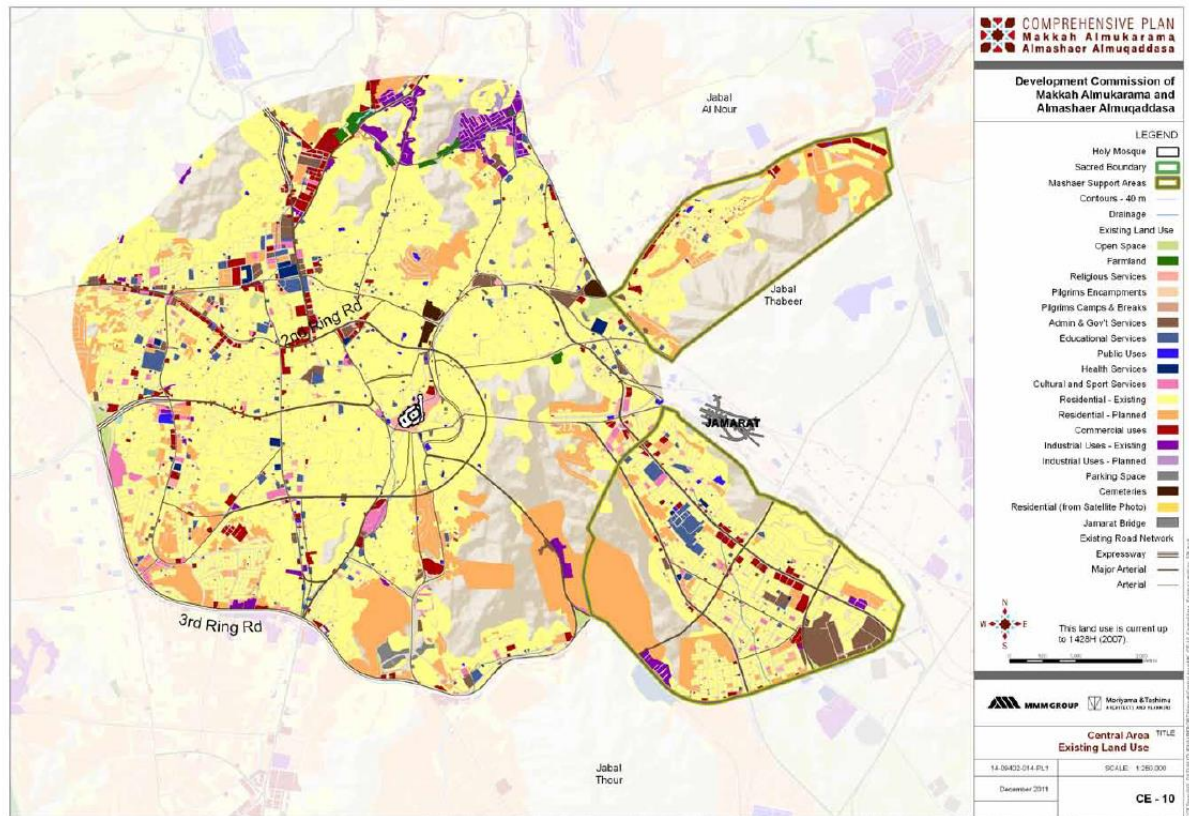 COMPREHENSIVE PLAN
Makkah Almukarama
Almashaer Almuqaddasa
Development Commission of
Makkah Almukarama and
Almashaer Almuqaddasa
LEGEND
Holy Mosque
Sacred Boundary
Mashaer Support Areas
Contours - 40 m
Drainage
Existing Land Use
Open Space
Farmland
Religious Services
Pilgrims Encampments
Pilgrims Camps & Breaks
Admin & Gov't Services
Educational Services
Public Uses
Health Services
Cultural and Sport Services
Residential - Existing
Residential - Planned
Commercial uses
Industrial Uses - Existing
Industrial Uses - Planned
Parking Space
Cemeteries
Residential (from Satellite Photo)
Jamarat Bridge
Existing Road Network
Expressway
Major Arterial
Arterial
N
W E
S
This land use is current up
to 1428H (2007).
MMM GROUP
Moriyama & Teshima
ARCHITECTS AND PLANNERS
TITLE
Central Area
Existing Land Use
SCALE: 1:250,000
December 2011
CE - 10
Jabal
Al Nour
Jabal
Thabeer
2nd Ring Rd
JAMARAT
3rd Ring Rd
Jabal
Thour